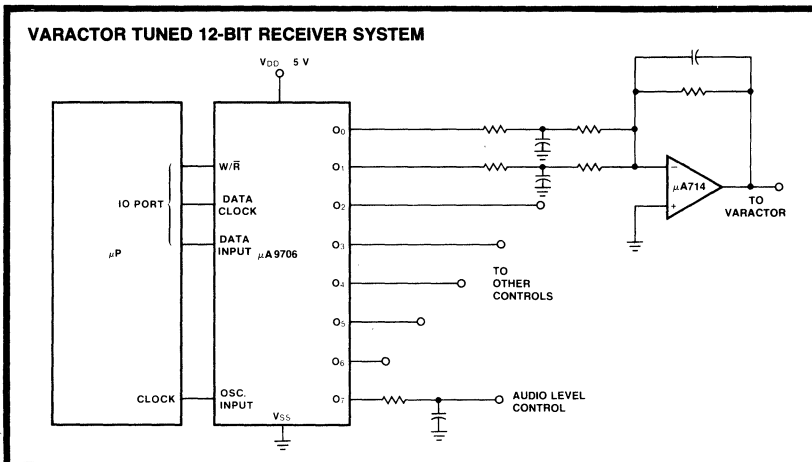 VARACTOR TUNED 12-BIT RECEIVER SYSTEM
VDD 5 V
O0
O1
W/R̅
IO PORT
DATA CLOCK
DATA INPUT
µP
µA9706
O2
O3
O4
O5
O6
O7
TO OTHER CONTROLS
−
+
µA714
TO VARACTOR
CLOCK
OSC. INPUT
VSS
AUDIO LEVEL CONTROL